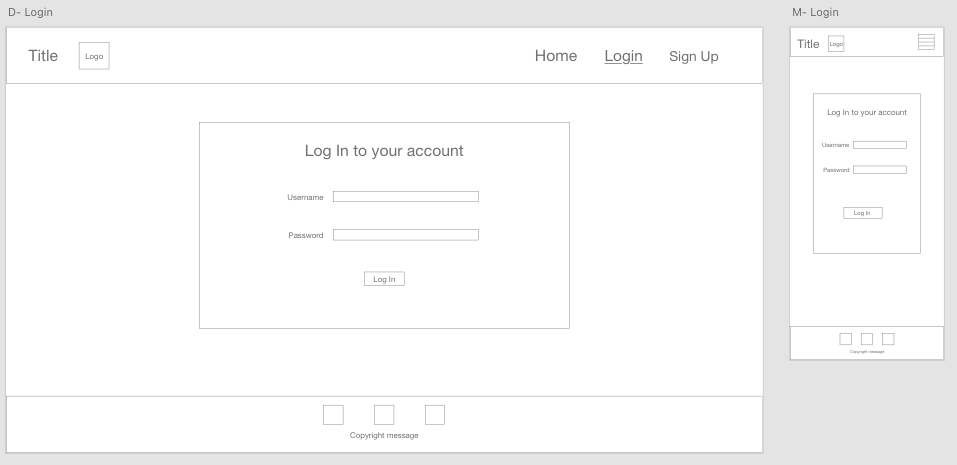 D- Login
Title Logo Home Login Sign Up
Log In to your account
Username
Password
Log In
Copyright message
M- Login
Title Logo
Log In to your account
Username
Password
Log In
Copyright message